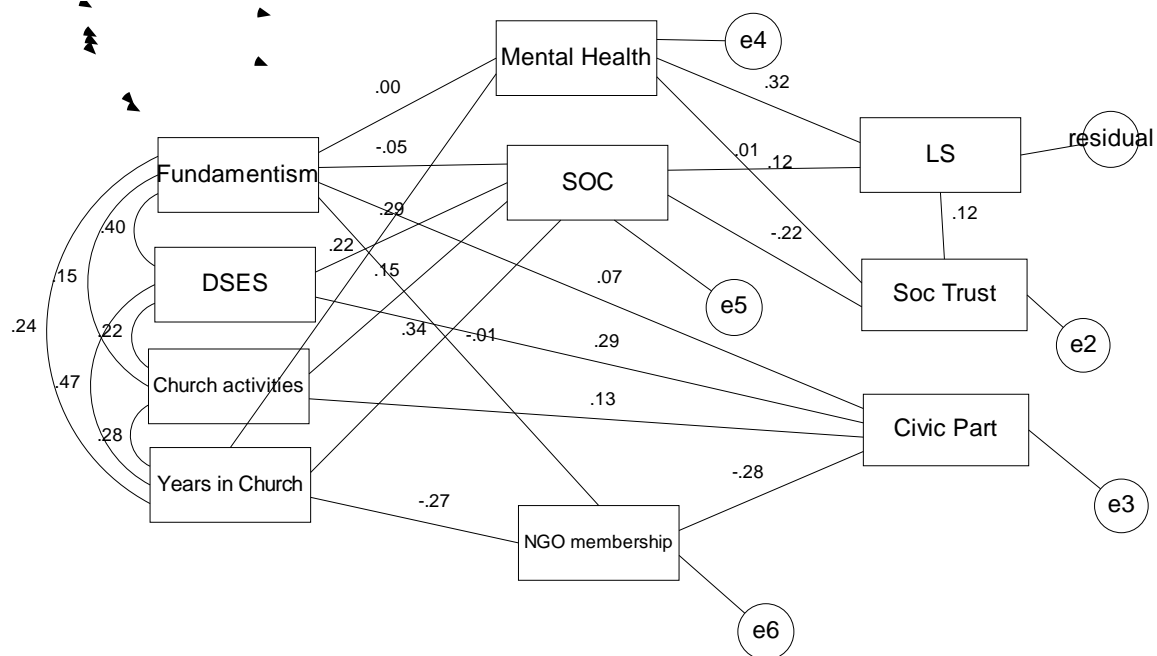 e4
Mental Health
.32
.00
residual
-.05
.01
.12
LS
Fundamentism
SOC
.29
.12
.40
.22
-.22
.15
.15
DSES
.07
Soc Trust
e5
.24
.22
.34
-.01
.29
e2
.47
Church activities
.13
.28
Civic Part
Years in Church
-.28
-.27
e3
NGO membership
e6